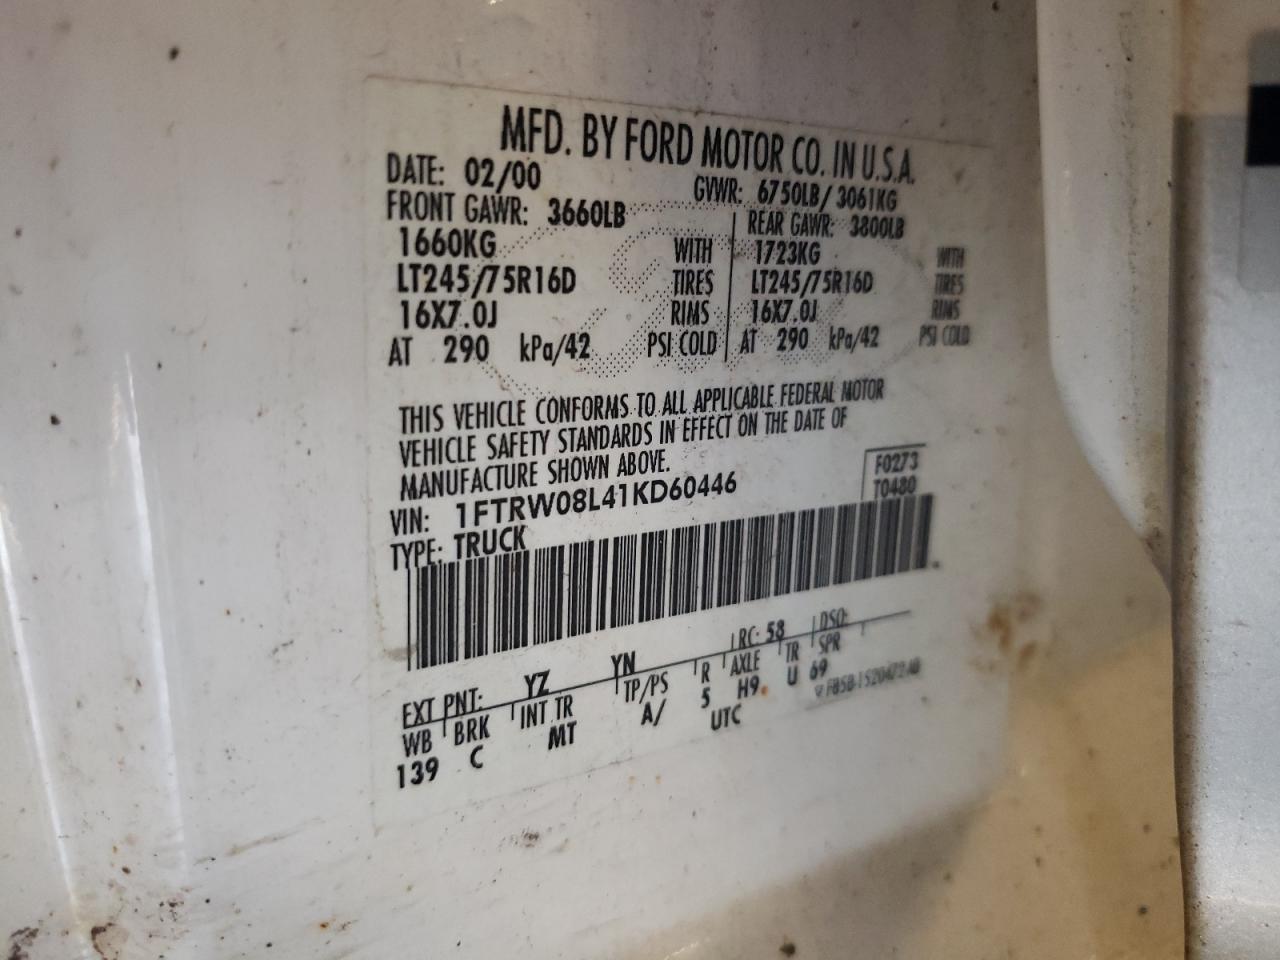 MFD. BY FORD MOTOR CO. IN U.S.A.
DATE: 02/00 GVWR: 6750LB/ 3061KG
FRONT GAWR: 3660LB REAR GAWR: 3800LB
1660KG WITH 1723KG WITH
LT245/75R16D TIRES LT245/75R16D TIRES
16X7.0J RIMS 16X7.0J RIMS
AT 290 kPa/42 PSI COLD AT 290 kPa/42 PSI COLD
THIS VEHICLE CONFORMS TO ALL APPLICABLE FEDERAL MOTOR
VEHICLE SAFETY STANDARDS IN EFFECT ON THE DATE OF
MANUFACTURE SHOWN ABOVE.
F0273
VIN: 1FTRW08L41KD60446 T0480
TYPE: TRUCK
EXT PNT: YZ YN RC: 58 DSO:
WB BRK INT TR TP/PS R AXLE TR SPR
139 C MT A/ 5 H9 U 69
UTC